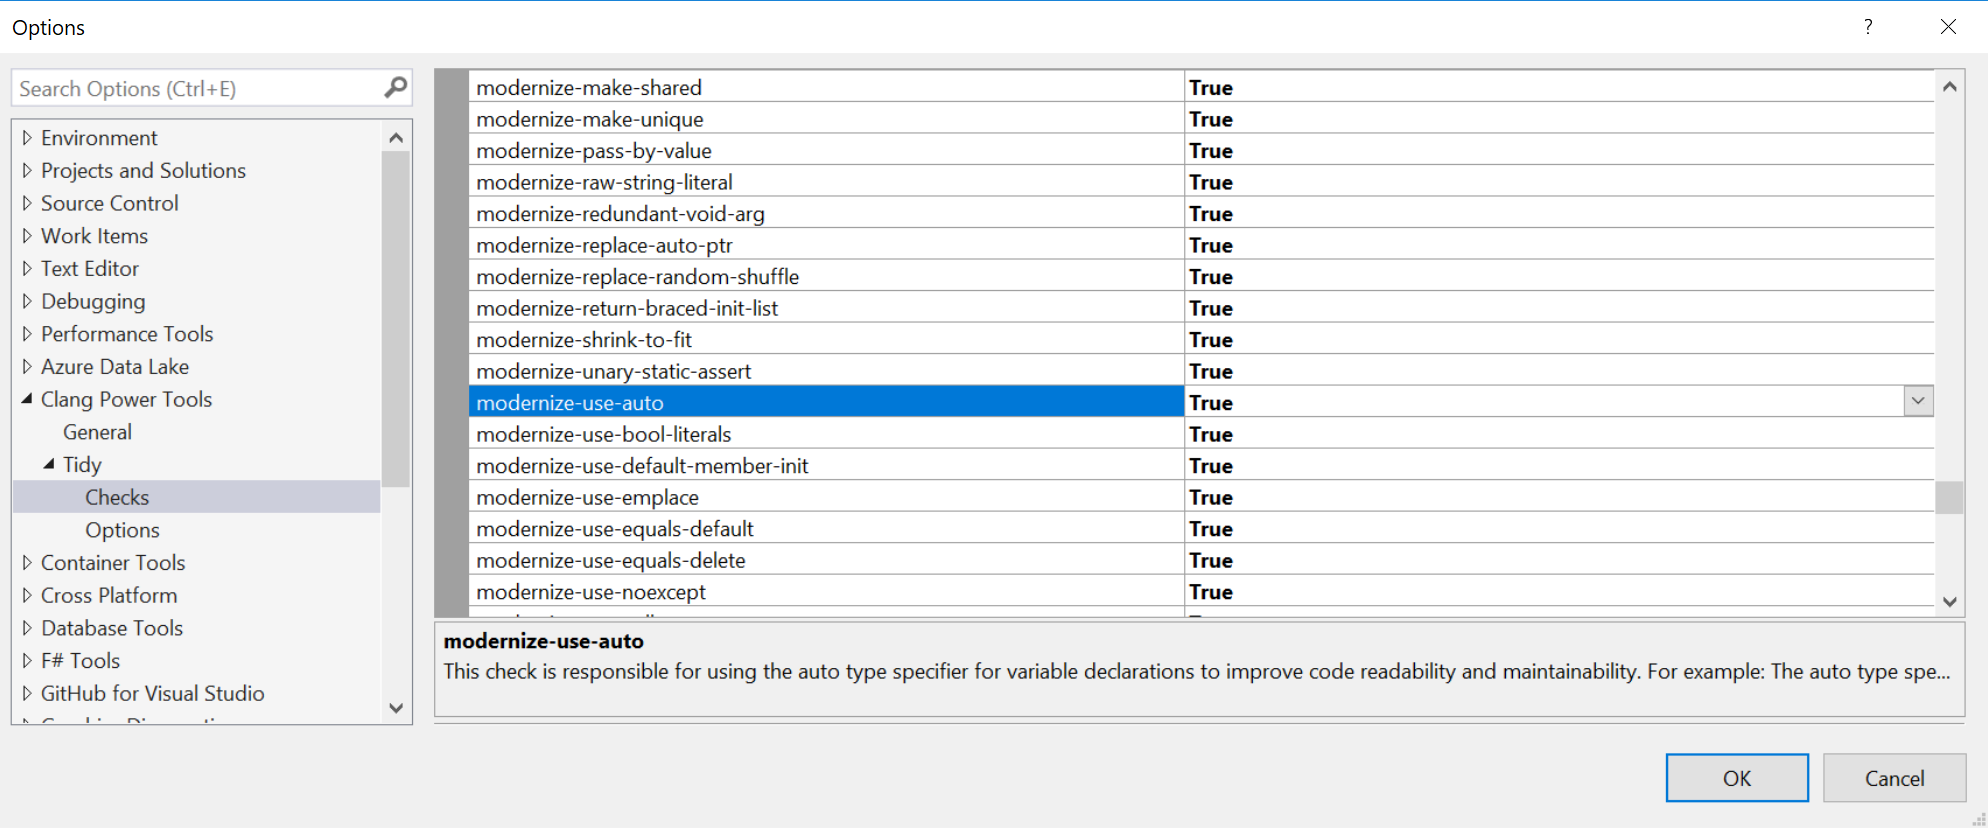 Options
?
Search Options (Ctrl+E)
Environment
Projects and Solutions
Source Control
Work Items
Text Editor
Debugging
Performance Tools
Azure Data Lake
Clang Power Tools
General
Tidy
Checks
Options
Container Tools
Cross Platform
Database Tools
F# Tools
GitHub for Visual Studio
modernize-make-shared True
modernize-make-unique True
modernize-pass-by-value True
modernize-raw-string-literal True
modernize-redundant-void-arg True
modernize-replace-auto-ptr True
modernize-replace-random-shuffle True
modernize-return-braced-init-list True
modernize-shrink-to-fit True
modernize-unary-static-assert True
modernize-use-auto True
modernize-use-bool-literals True
modernize-use-default-member-init True
modernize-use-emplace True
modernize-use-equals-default True
modernize-use-equals-delete True
modernize-use-noexcept True
modernize-use-auto
This check is responsible for using the auto type specifier for variable declarations to improve code readability and maintainability. For example: The auto type spe...
OK
Cancel